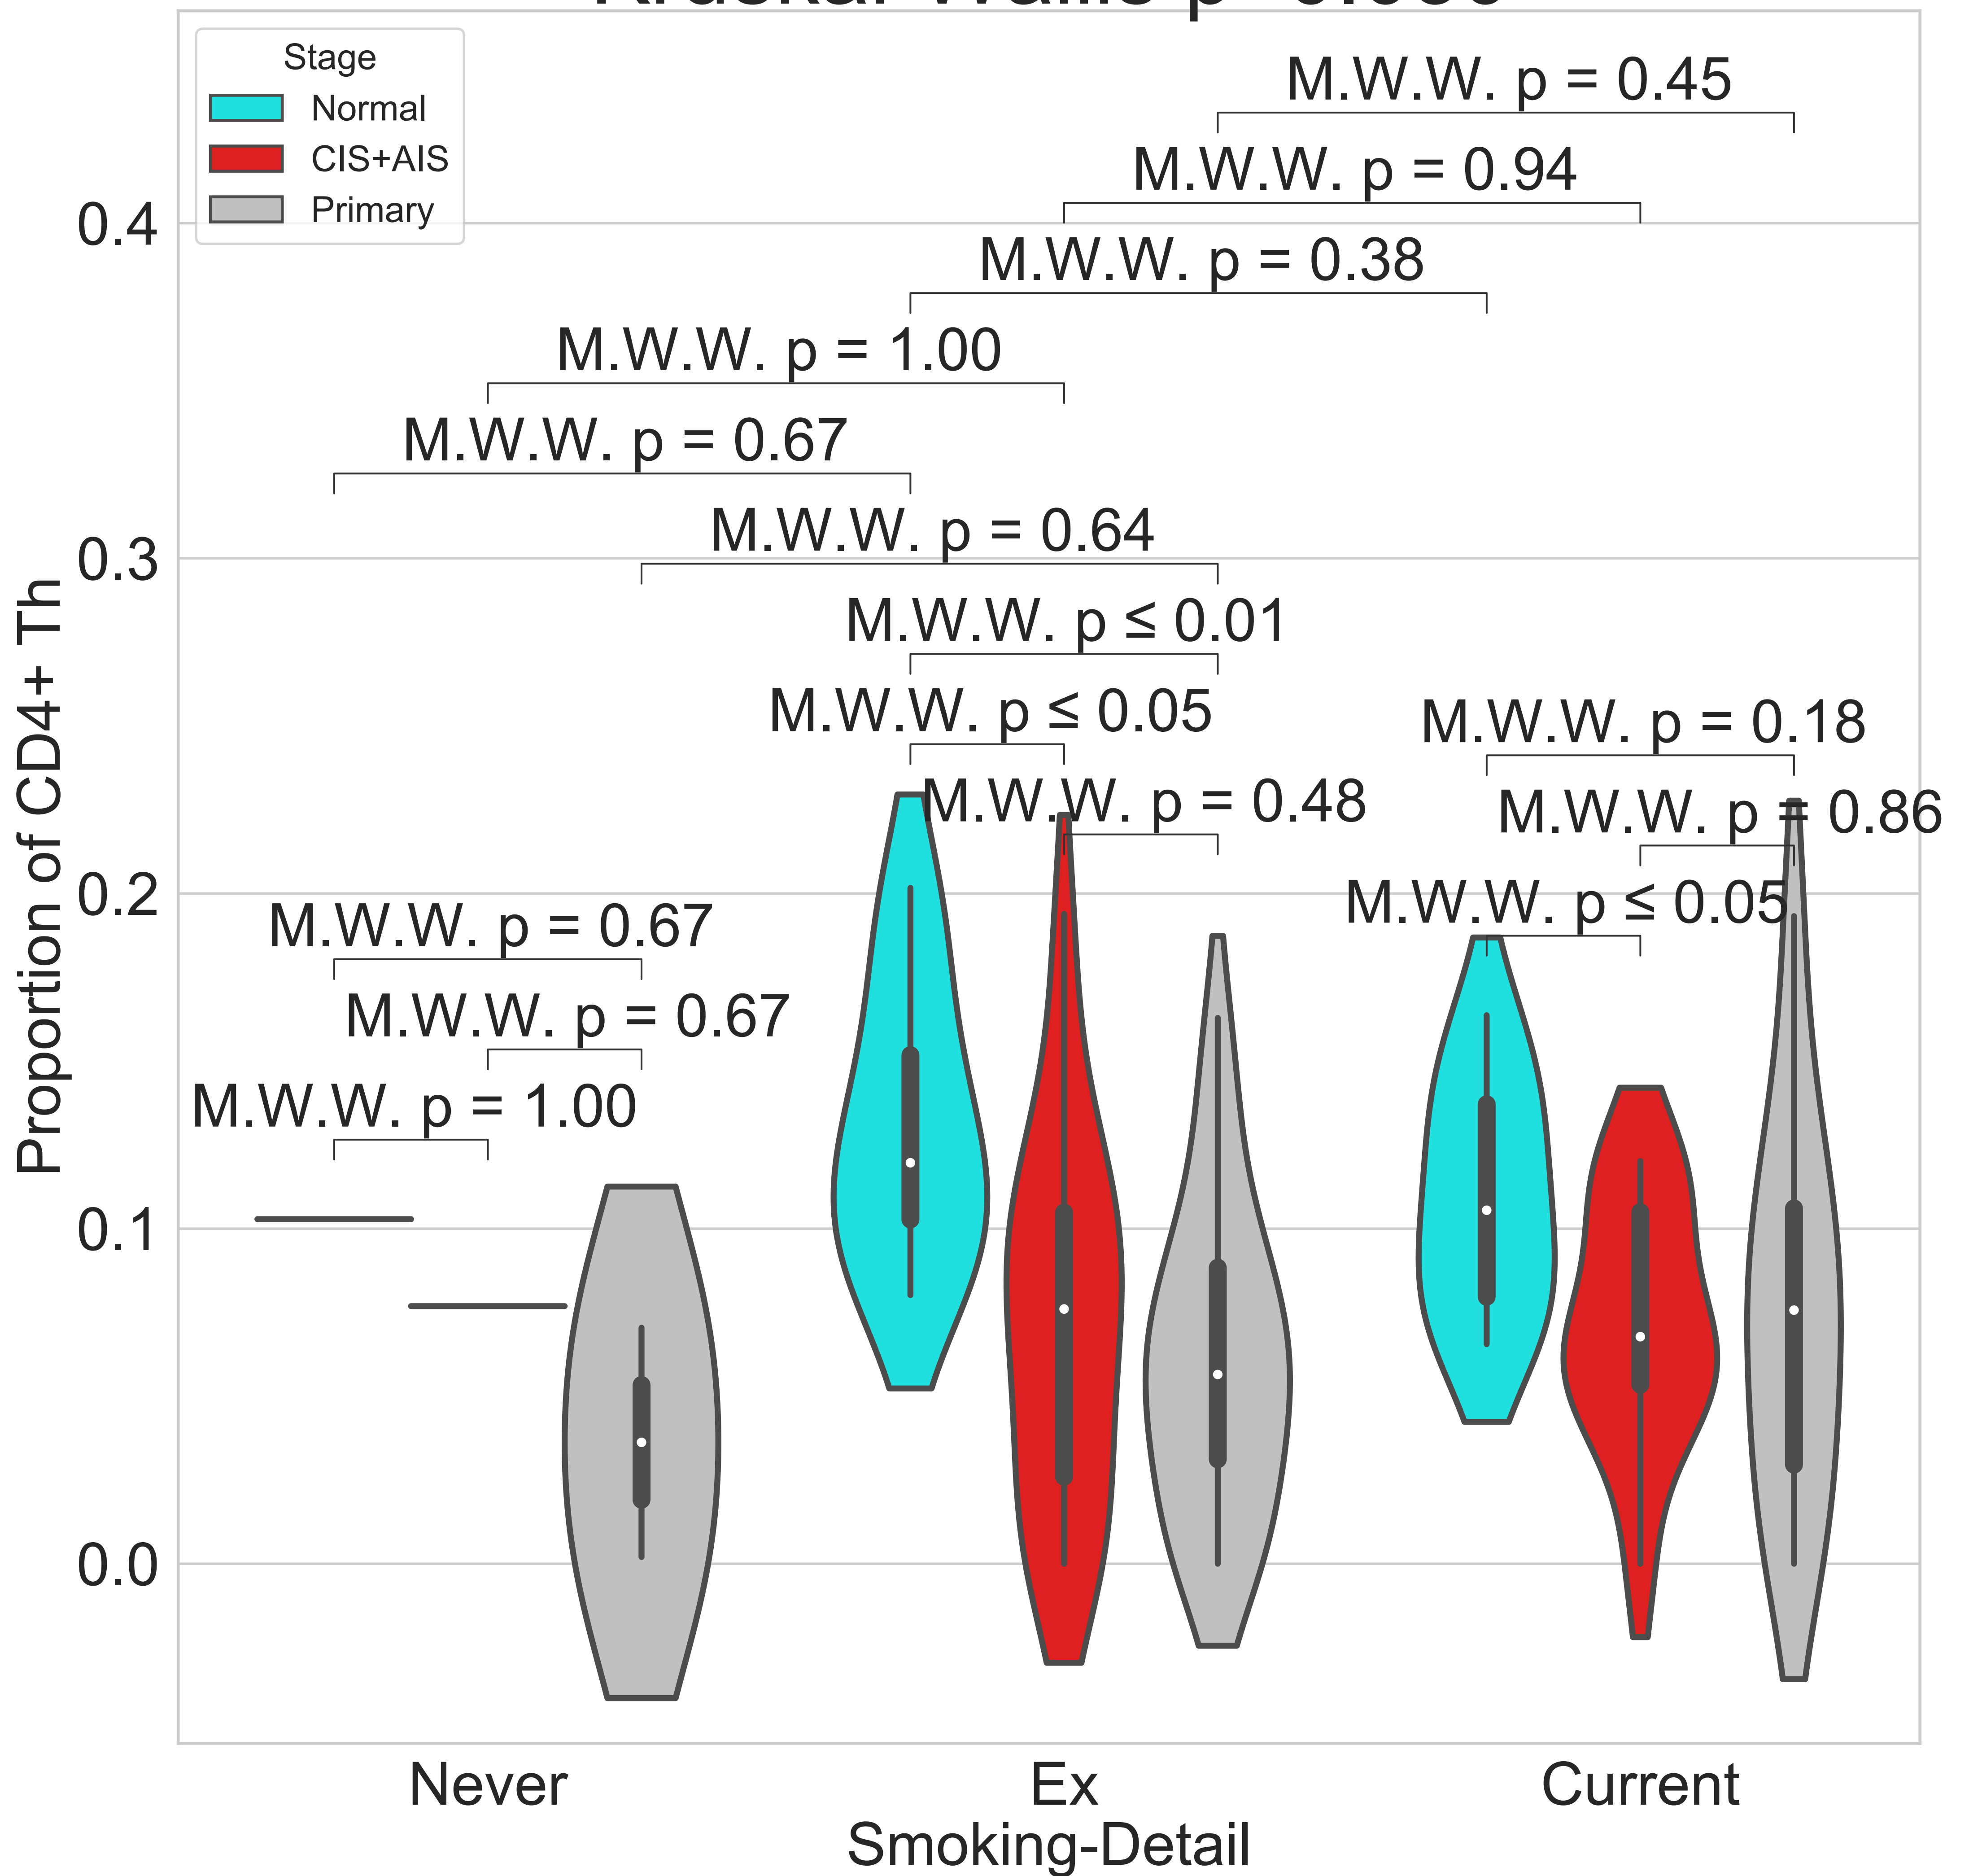 Stage
Normal
CIS+AIS
Primary
M.W.W. p = 0.45
M.W.W. p = 0.94
M.W.W. p = 0.38
M.W.W. p = 1.00
M.W.W. p = 0.67
M.W.W. p = 0.64
M.W.W. p ≤ 0.01
M.W.W. p ≤ 0.05
M.W.W. p = 0.48
M.W.W. p = 0.18
M.W.W. p = 0.86
M.W.W. p ≤ 0.05
M.W.W. p = 0.67
M.W.W. p = 0.67
M.W.W. p = 1.00
0.4
0.3
0.2
0.1
0.0
Proportion of CD4+ Th
Never
Ex
Current
Smoking-Detail